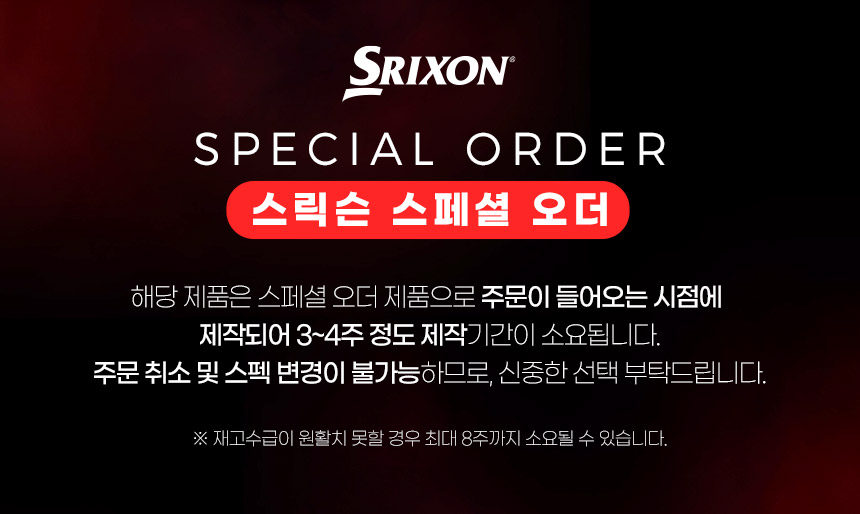 SRIXON®
SPECIAL ORDER
스릭슨 스페셜 오더
해당 제품은 스페셜 오더 제품으로 주문이 들어오는 시점에
제작되어 3~4주 정도 제작기간이 소요됩니다.
주문 취소 및 스펙 변경이 불가능하므로, 신중한 선택 부탁드립니다.
※ 재고수급이 원활치 못할 경우 최대 8주까지 소요될 수 있습니다.